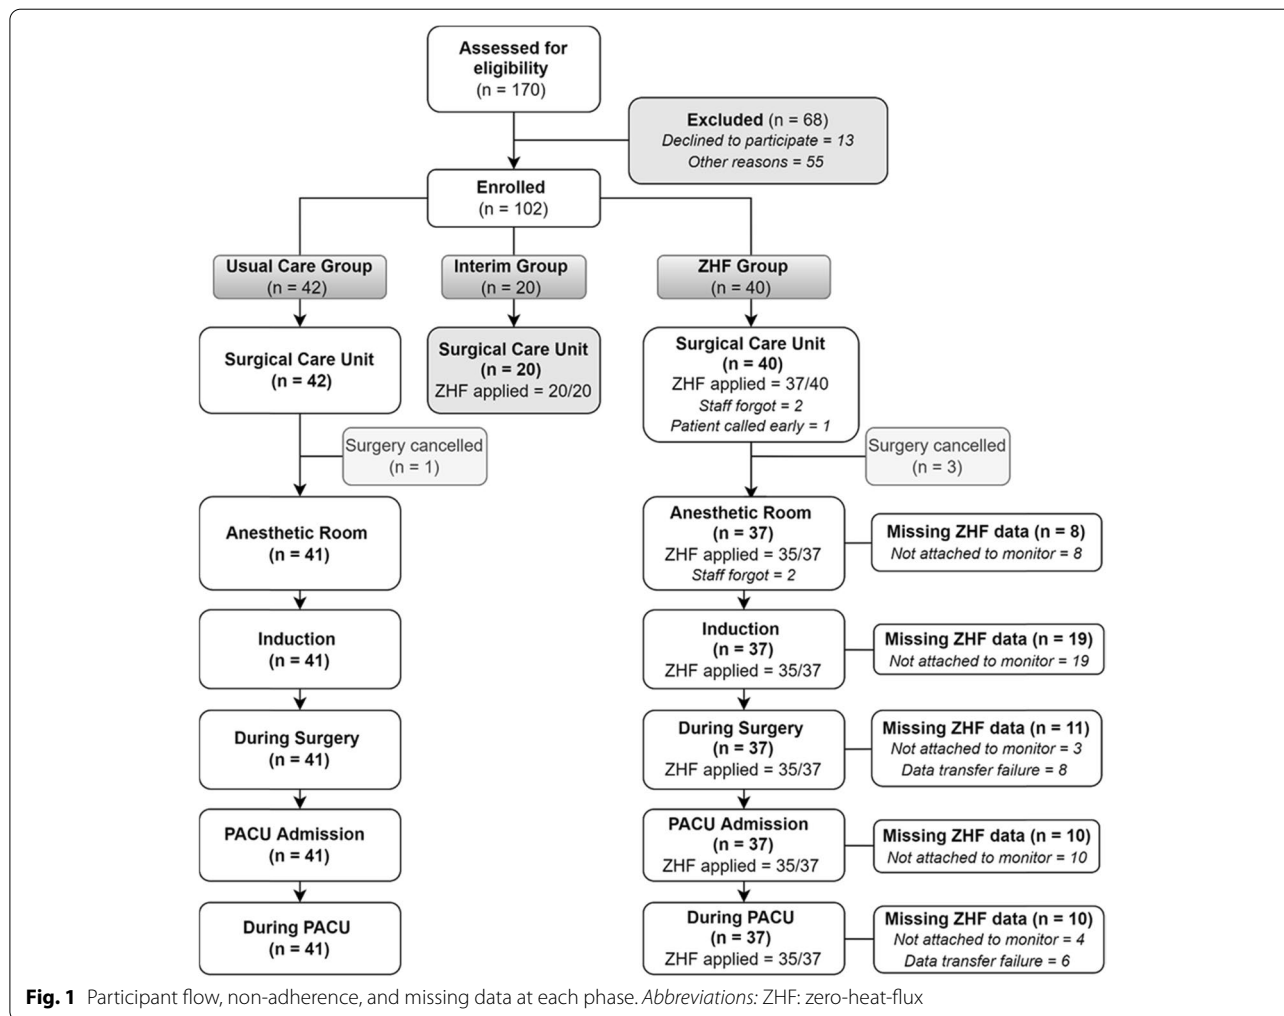 Assessed for
eligibility
(n = 170)
Excluded (n = 68)
Declined to participate = 13
Other reasons = 55
Enrolled
(n = 102)
Usual Care Group
(n = 42)
Interim Group
(n = 20)
ZHF Group
(n = 40)
Surgical Care Unit
(n = 42)
Surgical Care Unit
(n = 20)
ZHF applied = 20/20
Surgical Care Unit
(n = 40)
ZHF applied = 37/40
Staff forgot = 2
Patient called early = 1
Surgery cancelled
(n = 1)
Surgery cancelled
(n = 3)
Anesthetic Room
(n = 41)
Anesthetic Room
(n = 37)
ZHF applied = 35/37
Staff forgot = 2
Missing ZHF data (n = 8)
Not attached to monitor = 8
Induction
(n = 41)
Induction
(n = 37)
ZHF applied = 35/37
Missing ZHF data (n = 19)
Not attached to monitor = 19
During Surgery
(n = 41)
During Surgery
(n = 37)
ZHF applied = 35/37
Missing ZHF data (n = 11)
Not attached to monitor = 3
Data transfer failure = 8
PACU Admission
(n = 41)
PACU Admission
(n = 37)
ZHF applied = 35/37
Missing ZHF data (n = 10)
Not attached to monitor = 10
During PACU
(n = 41)
During PACU
(n = 37)
ZHF applied = 35/37
Missing ZHF data (n = 10)
Not attached to monitor = 4
Data transfer failure = 6
Fig. 1 Participant flow, non-adherence, and missing data at each phase. Abbreviations: ZHF: zero-heat-flux